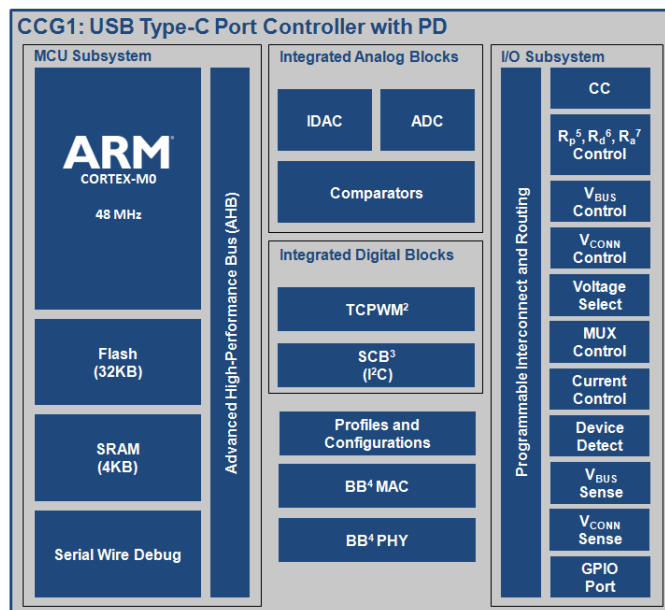 CCG1: USB Type-C Port Controller with PD
MCU Subsystem
ARM®
CORTEX-M0
48 MHz
Flash
(32KB)
SRAM
(4KB)
Serial Wire Debug
Advanced High-Performance Bus (AHB)
Integrated Analog Blocks
IDAC
ADC
Comparators
Integrated Digital Blocks
TCPWM²
SCB³
(I²C)
Profiles and
Configurations
BB⁴ MAC
BB⁴ PHY
I/O Subsystem
Programmable Interconnect and Routing
CC
Rp⁵, Rd⁶, Ra⁷
Control
VBUS
Control
VCONN
Control
Voltage
Select
MUX
Control
Current
Control
Device
Detect
VBUS
Sense
VCONN
Sense
GPIO
Port